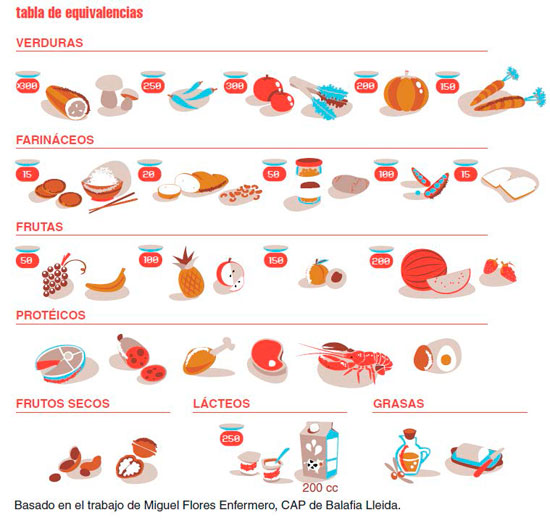 tabla de equivalencias
VERDURAS
>300 250 300 200 150
FARINÁCEOS
15 20 50 100 15
FRUTAS
50 100 150 200
PROTÉICOS
FRUTOS SECOS LÁCTEOS GRASAS
250
200 cc
Basado en el trabajo de Miguel Flores Enfermero, CAP de Balafia Lleida.